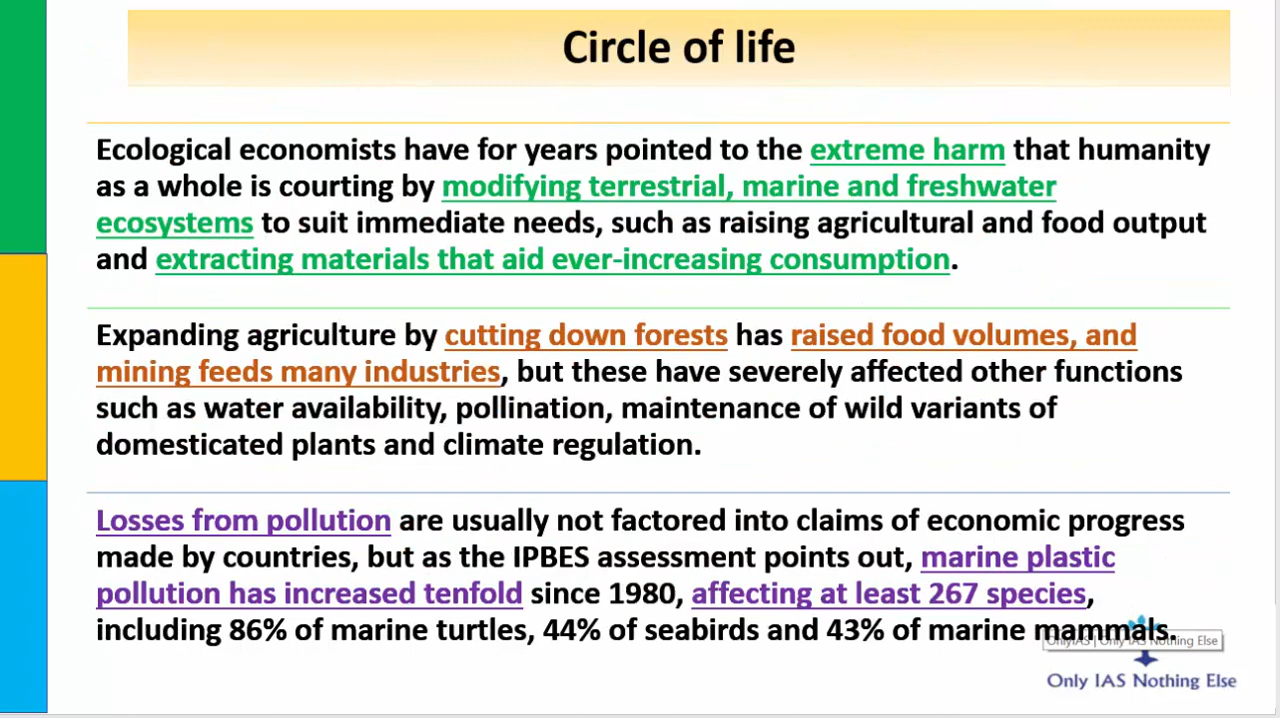 Circle of life
Ecological economists have for years pointed to the extreme harm that humanity
as a whole is courting by modifying terrestrial, marine and freshwater
ecosystems to suit immediate needs, such as raising agricultural and food output
and extracting materials that aid ever-increasing consumption.
Expanding agriculture by cutting down forests has raised food volumes, and
mining feeds many industries, but these have severely affected other functions
such as water availability, pollination, maintenance of wild variants of
domesticated plants and climate regulation.
Losses from pollution are usually not factored into claims of economic progress
made by countries, but as the IPBES assessment points out, marine plastic
pollution has increased tenfold since 1980, affecting at least 267 species,
including 86% of marine turtles, 44% of seabirds and 43% of marine mammals.
OnlyIAS | Only IAS Nothing Else
Only IAS Nothing Else